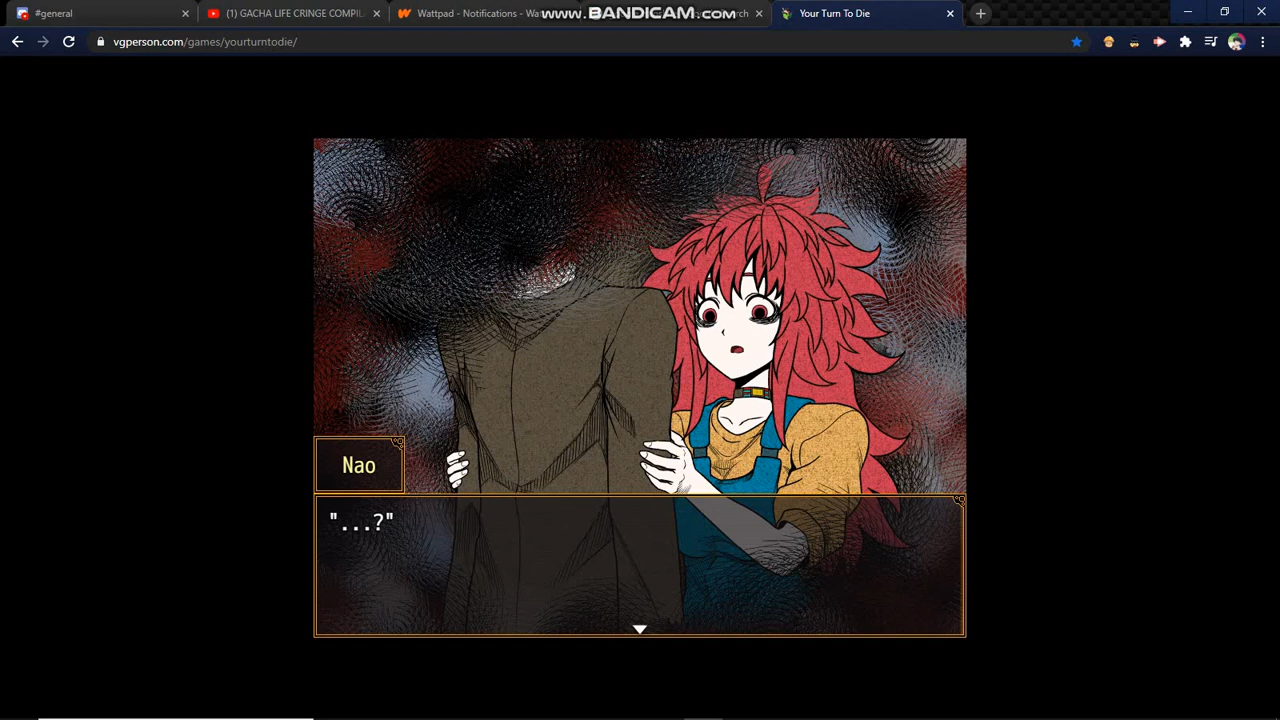 #general
(1) GACHA LIFE CRINGE COMPIL
Wattpad - Notifications - Wa
www.BANDICAM.com
Your Turn To Die
vgperson.com/games/yourturntodie/
Nao
"...?"